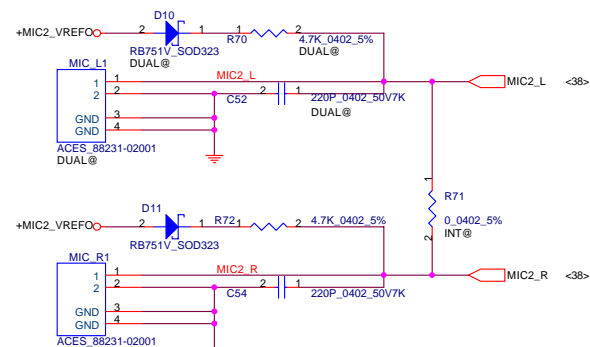 D10
+MIC2_VREFO 2 1 1 R70 2 4.7K_0402_5%
RB751V_SOD323 DUAL@
DUAL@
MIC_L1
1 1 MIC2_L MIC2_L <38>
2 2 C52 2 1 220P_0402_50V7K
DUAL@
GND 3
GND 4
ACES_88231-02001
DUAL@
1
R71
0_0402_5%
INT@
2
D11
+MIC2_VREFO 2 1 1 R72 2 4.7K_0402_5%
RB751V_SOD323
MIC_R1
1 1 MIC2_R MIC2_R <38>
2 2 C54 2 1 220P_0402_50V7K
GND 3
GND 4
ACES_88231-02001